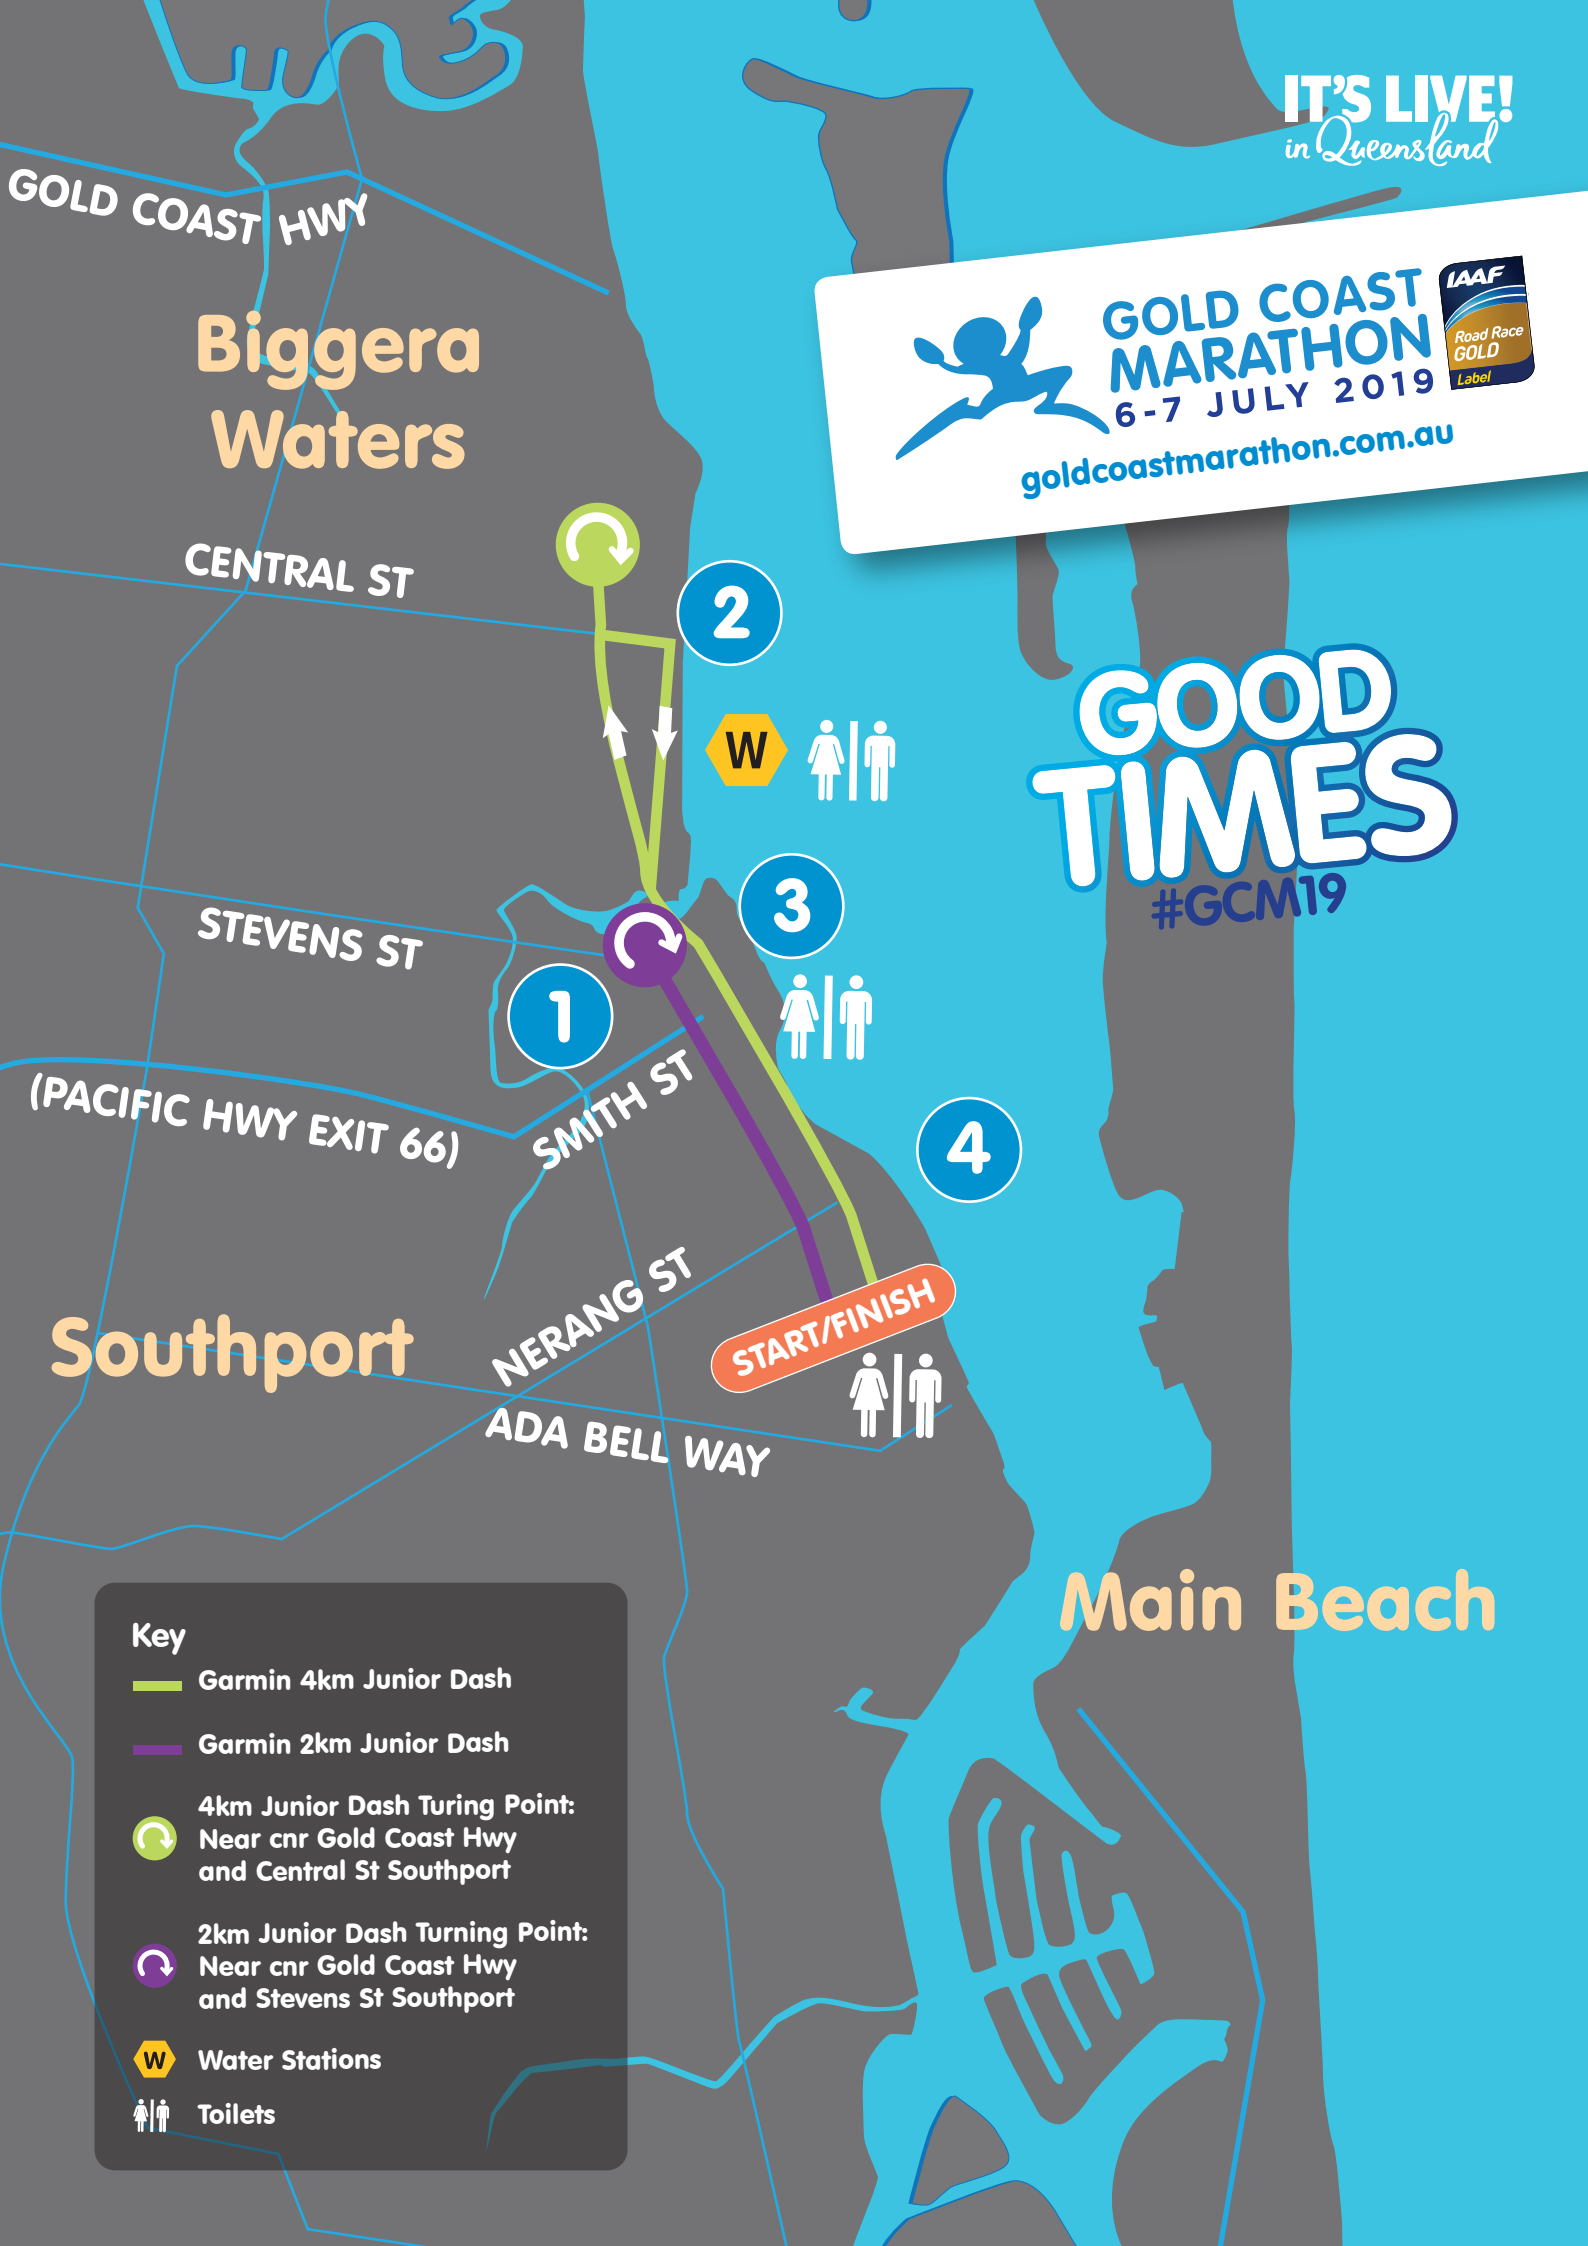 IT'S LIVE!
in Queensland
GOLD COAST HWY
GOLD COAST
MARATHON
6-7 JULY 2019
goldcoastmarathon.com.au
IAAF
Road Race
GOLD
Label
Biggera
Waters
CENTRAL ST
2
W
GOOD
TIMES
#GCM19
3
STEVENS ST
1
(PACIFIC HWY EXIT 66)
SMITH ST
4
NERANG ST
START/FINISH
Southport
ADA BELL WAY
Main Beach
Key
Garmin 4km Junior Dash
Garmin 2km Junior Dash
4km Junior Dash Turing Point:
Near cnr Gold Coast Hwy
and Central St Southport
2km Junior Dash Turning Point:
Near cnr Gold Coast Hwy
and Stevens St Southport
W Water Stations
Toilets